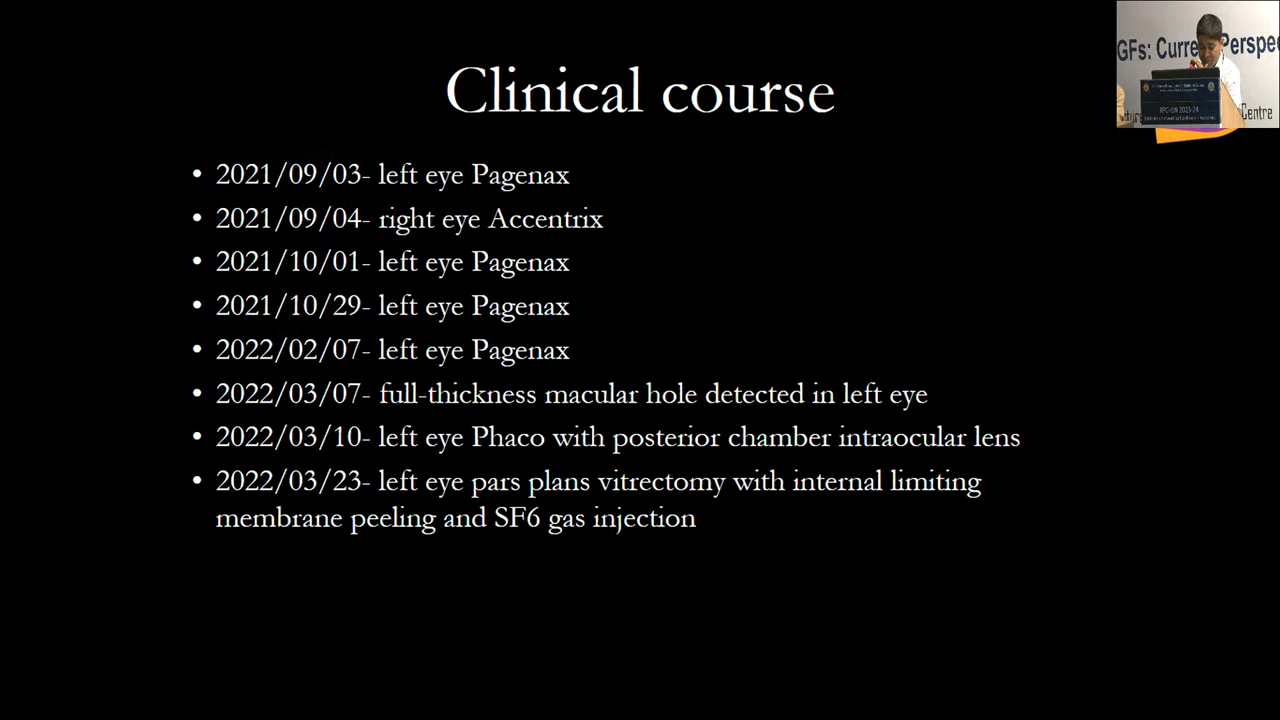 Clinical course
GFs: Current Perspec
• 2021/09/03- left eye Pagenax
• 2021/09/04- right eye Accentrix
• 2021/10/01- left eye Pagenax
• 2021/10/29- left eye Pagenax
• 2022/02/07- left eye Pagenax
• 2022/03/07- full-thickness macular hole detected in left eye
• 2022/03/10- left eye Phaco with posterior chamber intraocular lens
• 2022/03/23- left eye pars plans vitrectomy with internal limiting
membrane peeling and SF6 gas injection
Centre